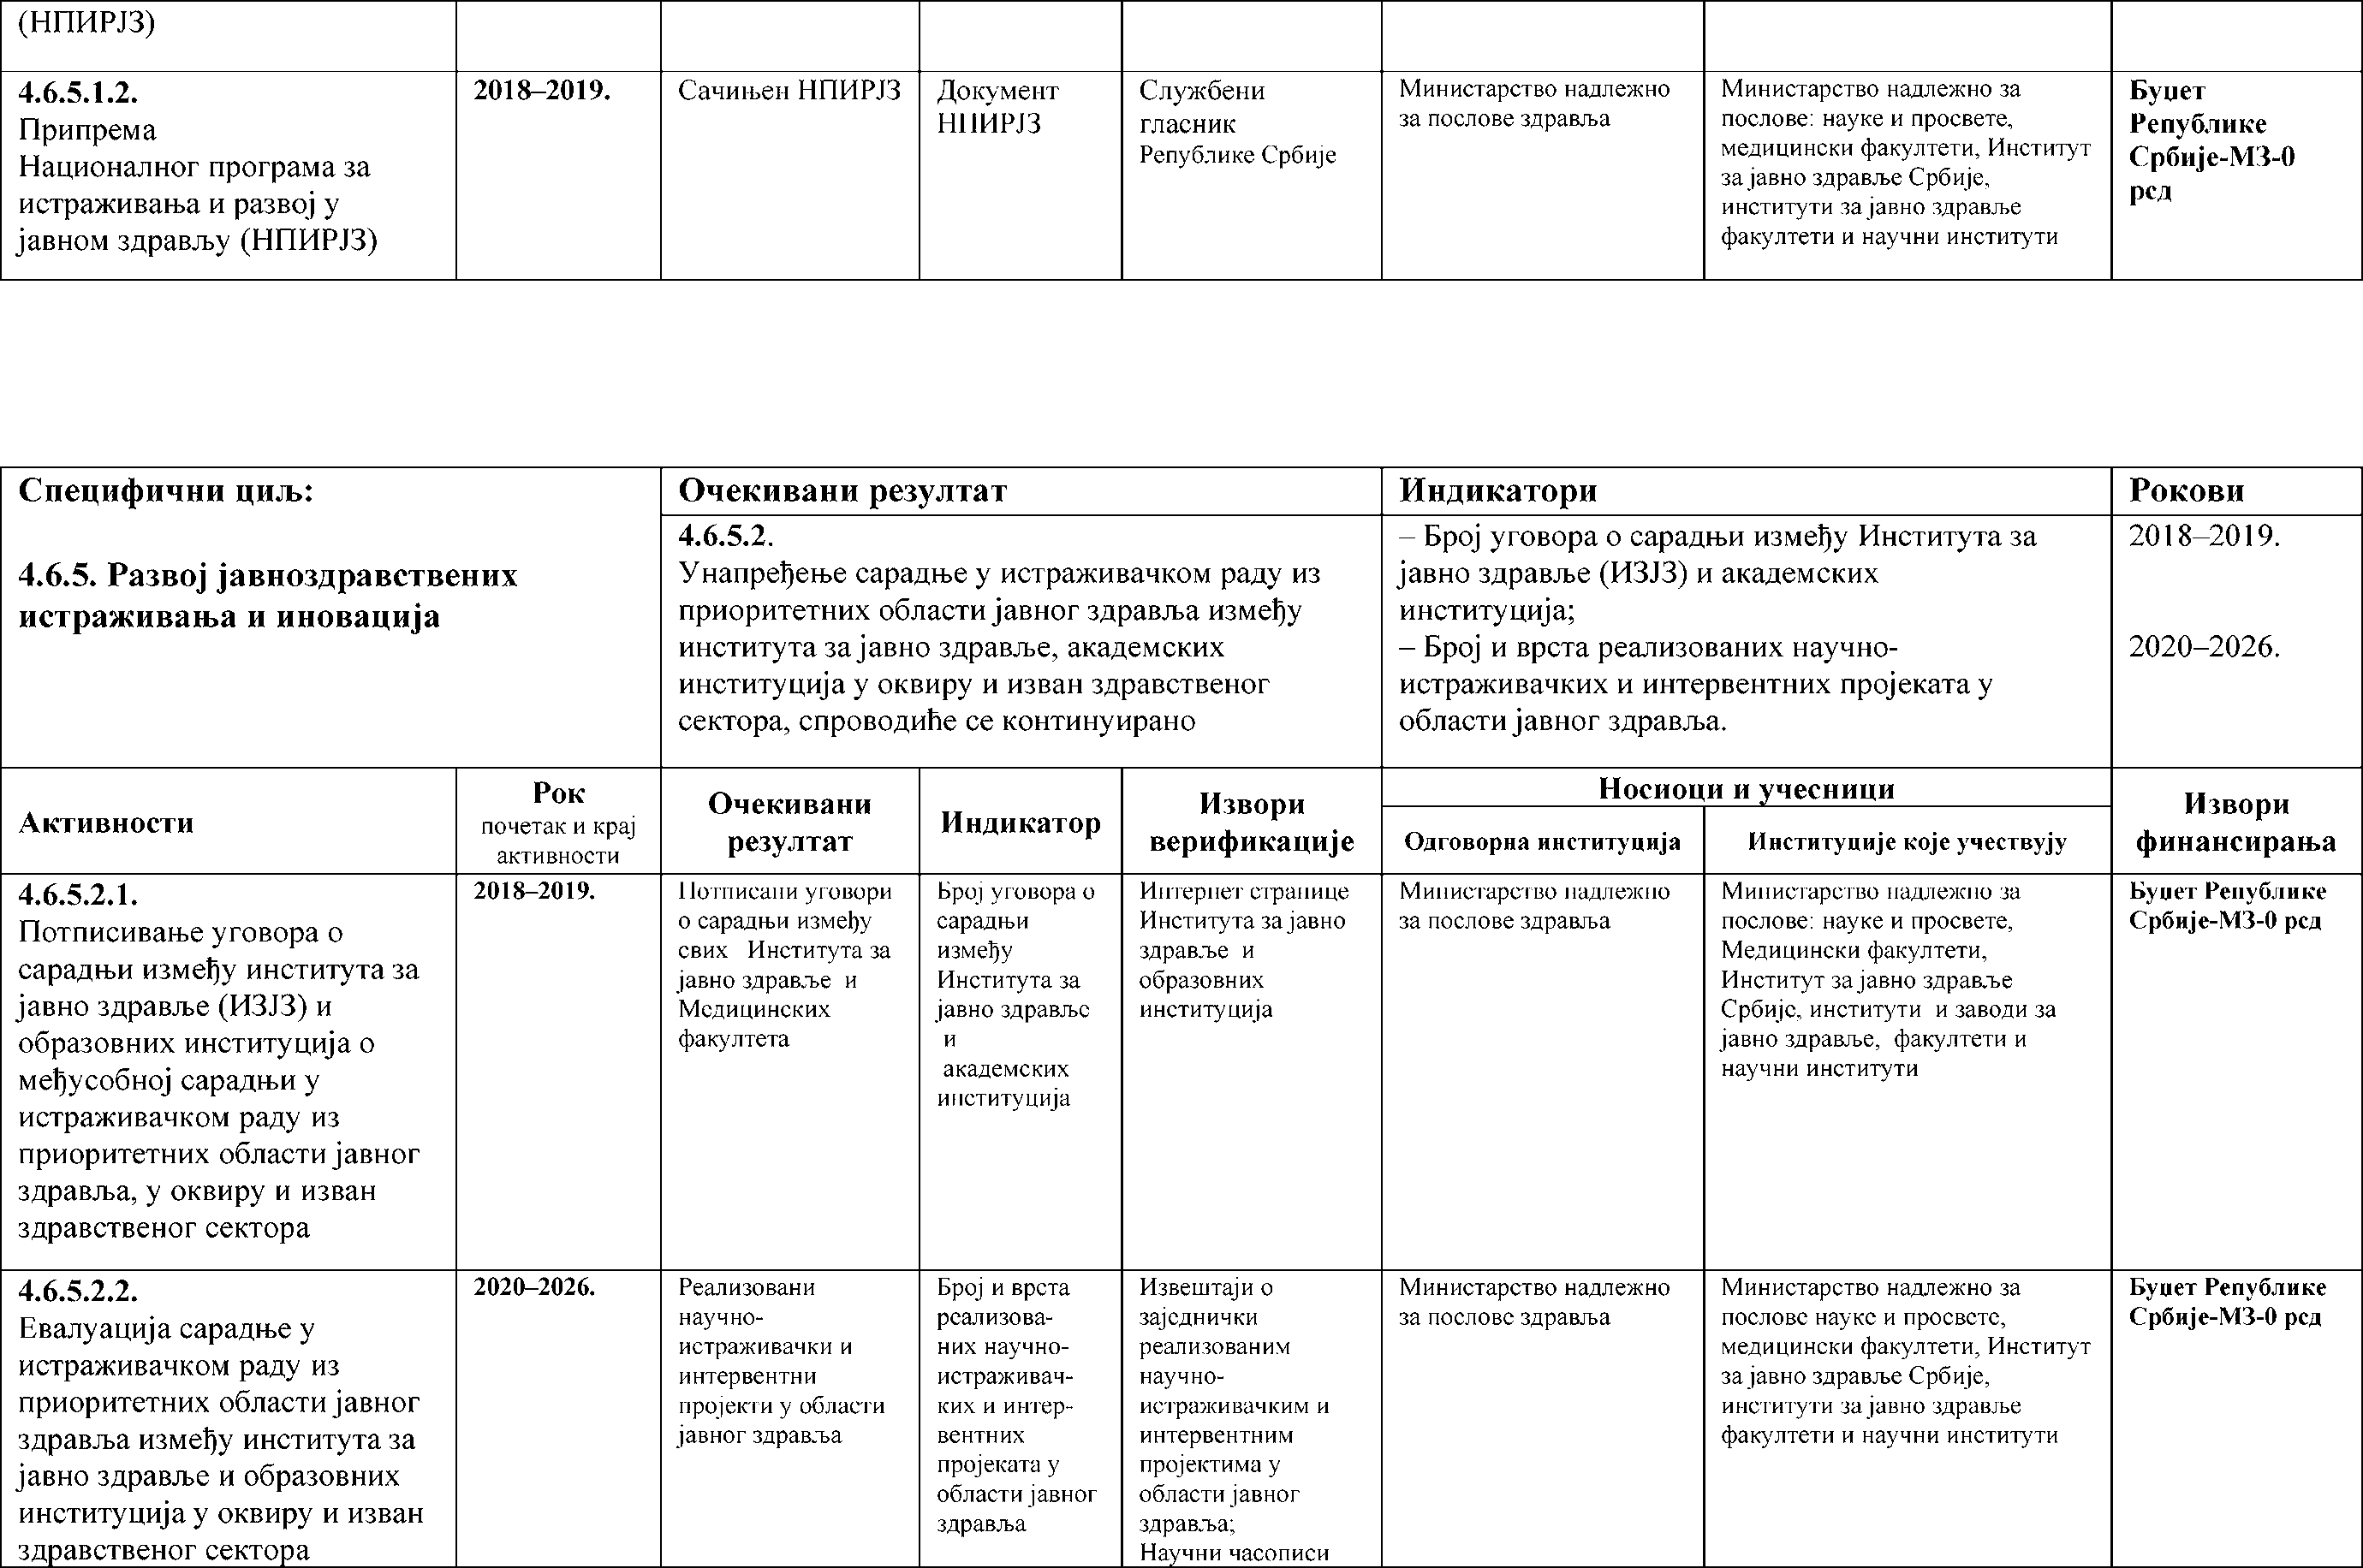 (НПИРЈЗ)
4.6.5.1.2.
Припрема
Националног програма за
истраживања и развој у
јавном здрављу (НПИРЈЗ)
2018–2019.
Сачињен НПИРЈЗ
Документ
НПИРЈЗ
Службени
гласник
Републике Србије
Министарство надлежно
за послове здравља
Министарство надлежно за
послове: науке и просвете,
медицински факултети, Институт
за јавно здравље Србије,
институти за јавно здравље
факултети и научни институти
Буџет
Републике
Србије-МЗ-0
рсд
Специфични циљ:
4.6.5. Развој јавноздравствених
истраживања и иновација
Очекивани резултат
4.6.5.2.
Унапређење сарадње у истраживачком раду из
приоритетних области јавног здравља између
института за јавно здравље, академских
институција у оквиру и изван здравственог
сектора, спроводиће се континуирано
Индикатори
– Број уговора о сарадњи између Института за
јавно здравље (ИЗЈЗ) и академских
институција;
– Број и врста реализованих научно-
истраживачких и интервентних пројеката у
области јавног здравља.
Рокови
2018–2019.
2020–2026.
Активности
Рок
почетак и крај
активности
Очекивани
резултат
Индикатор
Извори
верификације
Носиоци и учесници
Одговорна институција
Институције које учествују
Извори
финансирања
4.6.5.2.1.
Потписивање уговора о
сарадњи између института за
јавно здравље (ИЗЈЗ) и
образовних институција о
међусобној сарадњи у
истраживачком раду из
приоритетних области јавног
здравља, у оквиру и изван
здравственог сектора
2018–2019.
Потписани уговори
о сарадњи између
свих Института за
јавно здравље и
Медицинских
факултета
Број уговора о
сарадњи
између
Института за
јавно здравље
и
академских
институција
Интернет странице
Института за јавно
здравље и
образовних
институција
Министарство надлежно
за послове здравља
Министарство надлежно за
послове: науке и просвете,
Медицински факултети,
Институт за јавно здравље
Србије, институти и заводи за
јавно здравље, факултети и
научни институти
Буџет Републике
Србије-МЗ-0 рсд
4.6.5.2.2.
Евалуација сарадње у
истраживачком раду из
приоритетних области јавног
здравља између института за
јавно здравље и образовних
институција у оквиру и изван
здравственог сектора
2020–2026.
Реализовани
научно-
истраживачки и
интервентни
пројекти у области
јавног здравља
Број и врста
реализова-
них научно-
истраживач-
ких и интер-
вентних
пројеката у
области јавног
здравља
Извештаји о
заједнички
реализованим
научно-
истраживачким и
интервентним
пројектима у
области јавног
здравља;
Научни часописи
Министарство надлежно
за послове здравља
Министарство надлежно за
послове науке и просвете,
медицински факултети, Институт
за јавно здравље Србије,
институти за јавно здравље
факултети и научни институти
Буџет Републике
Србије-МЗ-0 рсд